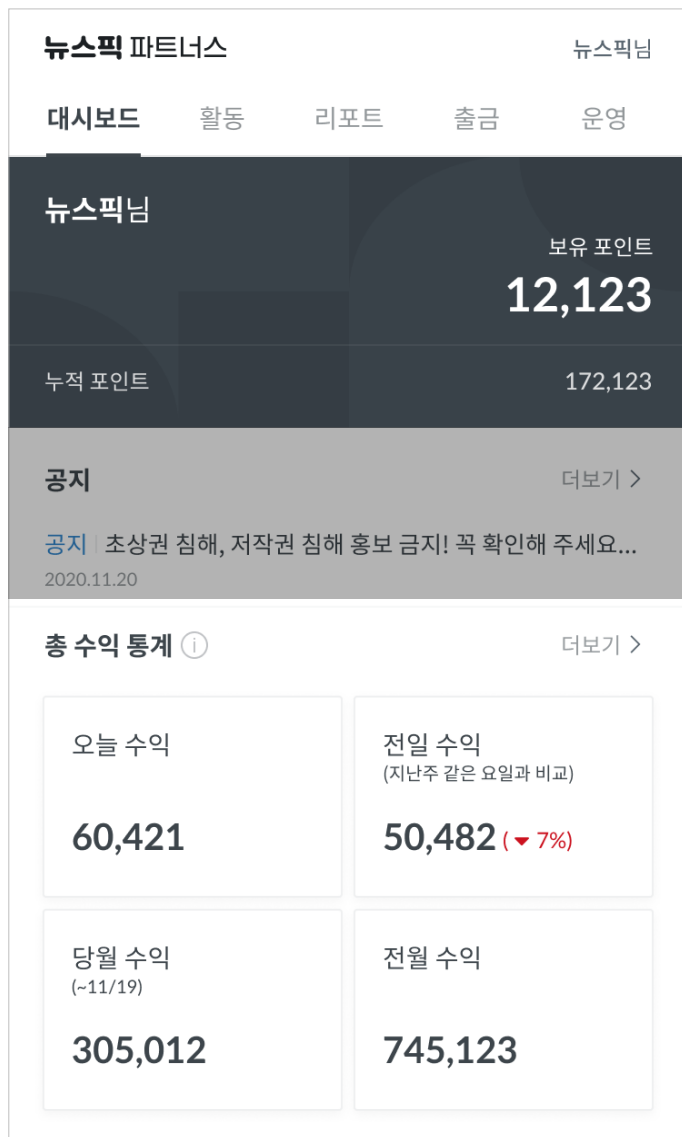 뉴스픽 파트너스
뉴스픽님
대시보드 활동 리포트 출금 운영
뉴스픽님
보유 포인트
12,123
누적 포인트 172,123
공지 더보기 >
공지 | 초상권 침해, 저작권 침해 홍보 금지! 꼭 확인해 주세요...
2020.11.20
총 수익 통계 ⓘ 더보기 >
오늘 수익
60,421
전일 수익
(지난주 같은 요일과 비교)
50,482 (▼ 7%)
당월 수익
(~11/19)
305,012
전월 수익
745,123